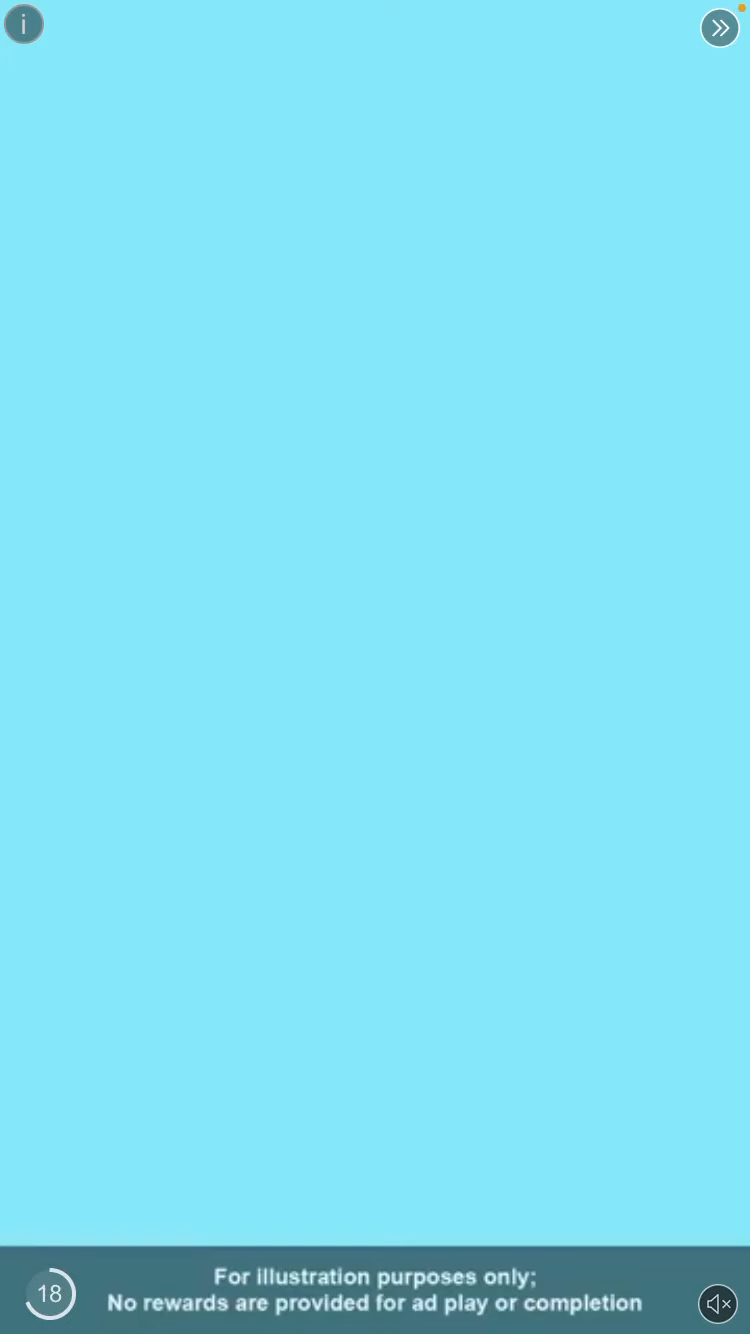 i
18
For illustration purposes only;
No rewards are provided for ad play or completion